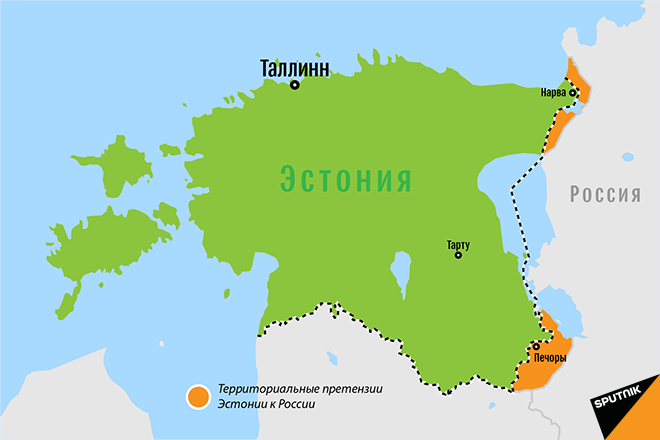 Таллинн
Нарва
Эстония
Россия
Тарту
Печоры
Территориальные претензии
Эстонии к России
SPUTNIK